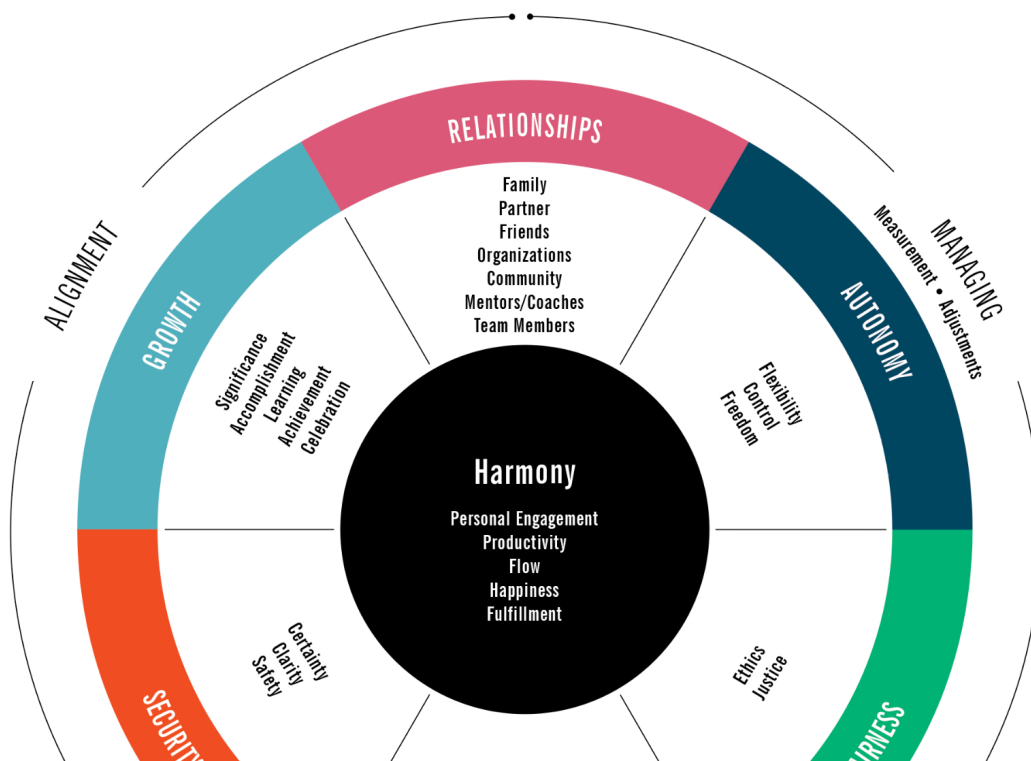 RELATIONSHIPS
Family
Partner
Friends
Organizations
Community
Mentors/Coaches
Team Members
ALIGNMENT
GROWTH
Significance
Accomplishment
Learning
Achievement
Celebration
MANAGING
Measurement • Adjustments
AUTONOMY
Flexibility
Control
Freedom
Harmony
Personal Engagement
Productivity
Flow
Happiness
Fulfillment
Certainty
Clarity
Safety
SECURITY
Ethics
Justice